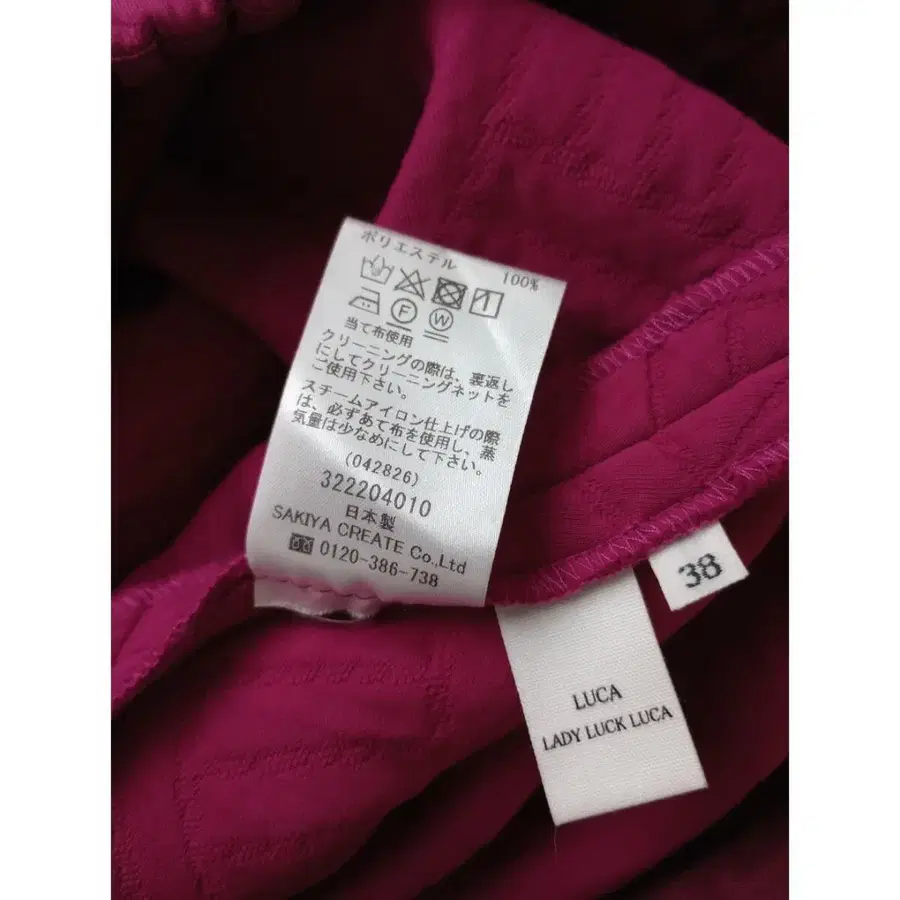 ポリエステル 100%
F W
当て布使用
クリーニングの際は、裏返し
にしてクリーニングネットを
ご使用下さい。
スチームアイロン仕上げの際
は、必ずあて布を使用し、蒸
気量は少なめにして下さい。
(042826)
322204010
日本製
SAKIYA CREATE Co.,Ltd
0120-386-738
38
LUCA
LADY LUCK LUCA